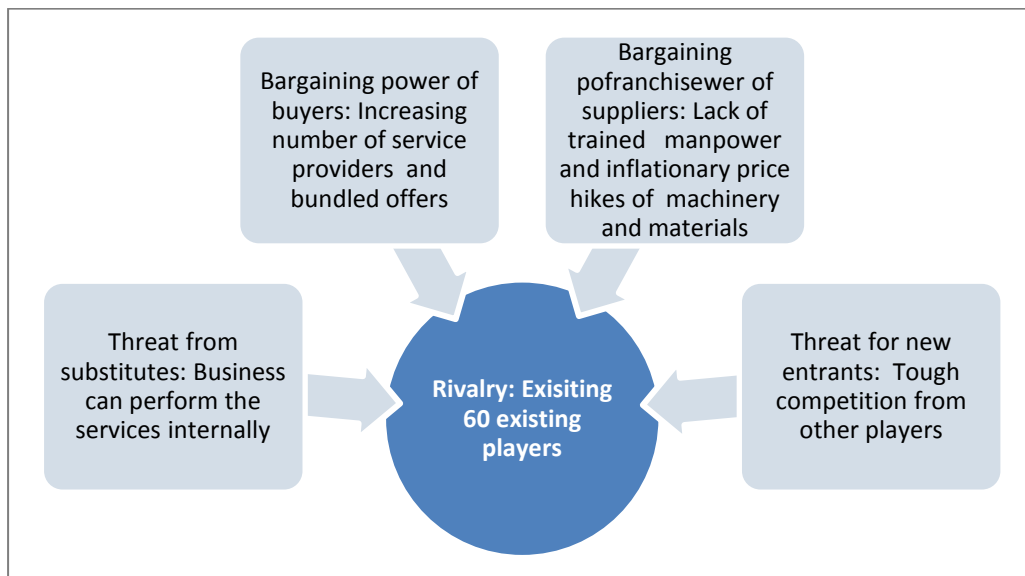 Bargaining power of
buyers: Increasing
number of service
providers and
bundled offers
Bargaining
pofranchisewer of
suppliers: Lack of
trained manpower
and inflationary price
hikes of machinery
and materials
Threat from
substitutes: Business
can perform the
services internally
Rivalry: Exisiting
60 existing
players
Threat for new
entrants: Tough
competition from
other players